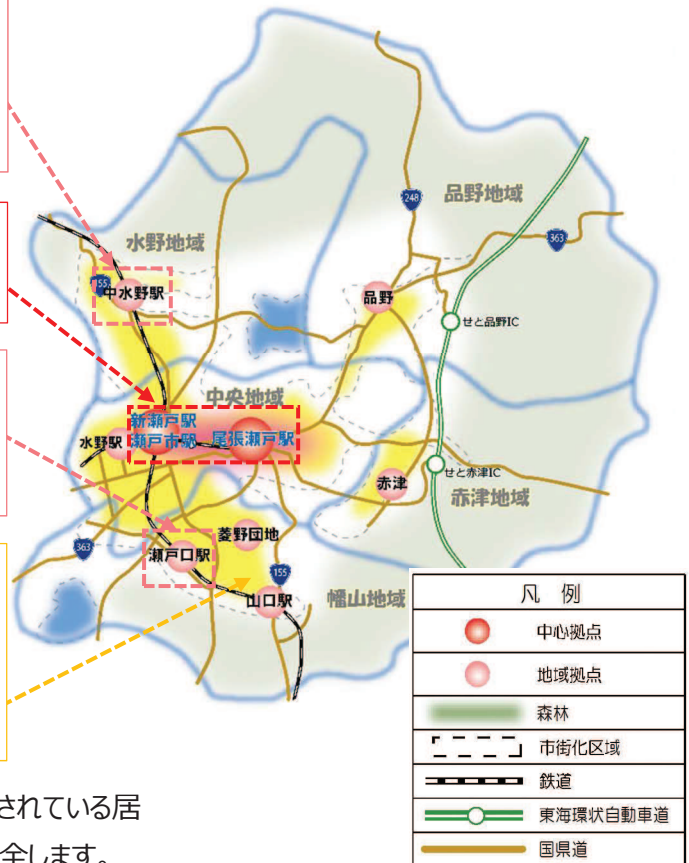 248
品野地域
363
水野地域
155
中水野駅
品野
せと品野IC
中央地域
新瀬戸駅
瀬戸市駅
尾張瀬戸駅
水野駅
せと赤津IC
赤津
赤津地域
菱野団地
363
瀬戸口駅
155
山口駅
幡山地域
凡 例
中心拠点
地域拠点
森林
市街化区域
鉄道
東海環状自動車道
国県道
されている居
全します。